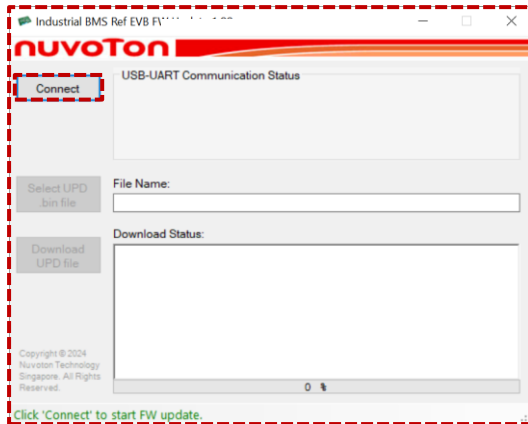 Industrial BMS Ref EVB FW
nuvoTon
Connect
USB-UART Communication Status
Select UPD
.bin file
File Name:
Download
UPD file
Download Status:
Copyright © 2024
Nuvoton Technology
Singapore. All Rights
Reserved.
0 %
Click 'Connect' to start FW update.